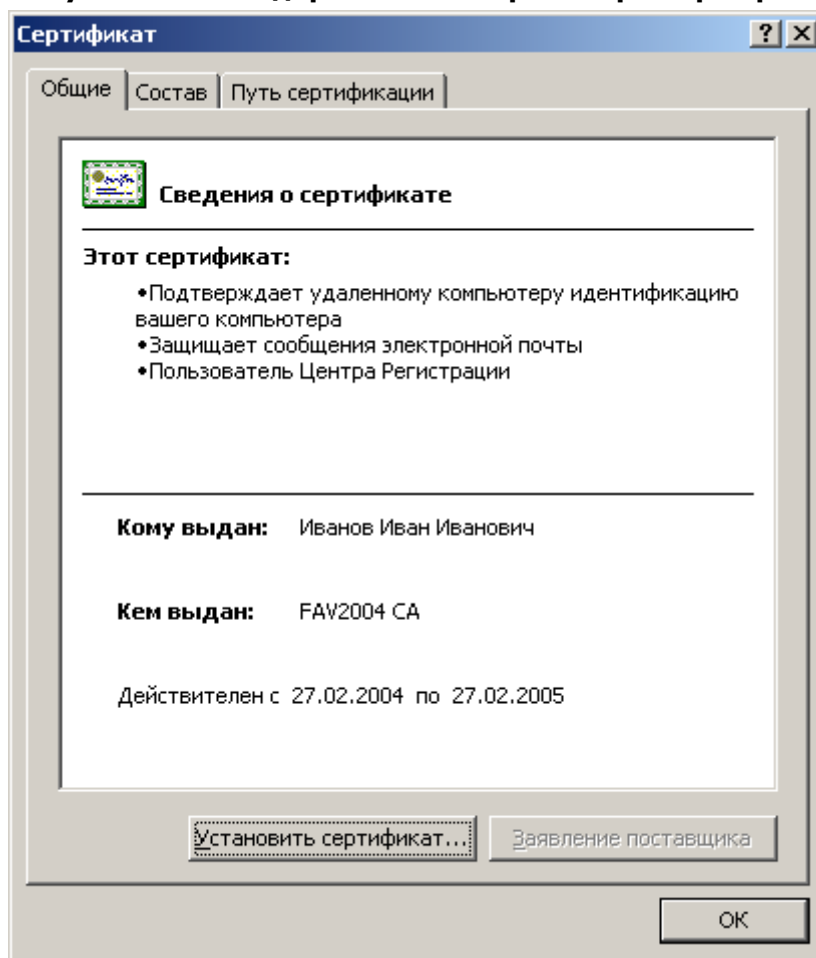 Сертификат
Общие Состав Путь сертификации
Сведения о сертификате
Этот сертификат:
•Подтверждает удаленному компьютеру идентификацию
вашего компьютера
•Защищает сообщения электронной почты
•Пользователь Центра Регистрации
Кому выдан: Иванов Иван Иванович
Кем выдан: FAV2004 CA
Действителен с 27.02.2004 по 27.02.2005
Установить сертификат... Заявление поставщика
OK